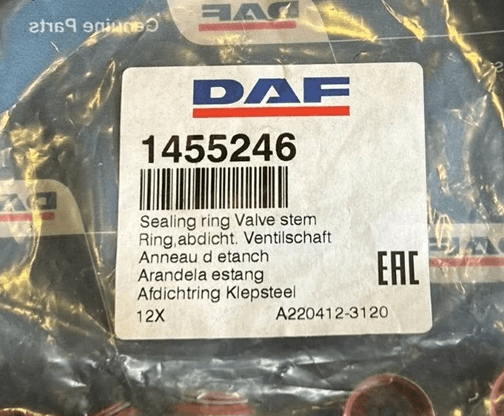 Genuine Parts
DAF
DAF
1455246
Sealing ring Valve stem
Ring,abdicht. Ventilschaft
Anneau d etanch
Arandela estang
Afdichtring Klepsteel
EAC
12X
A220412-3120